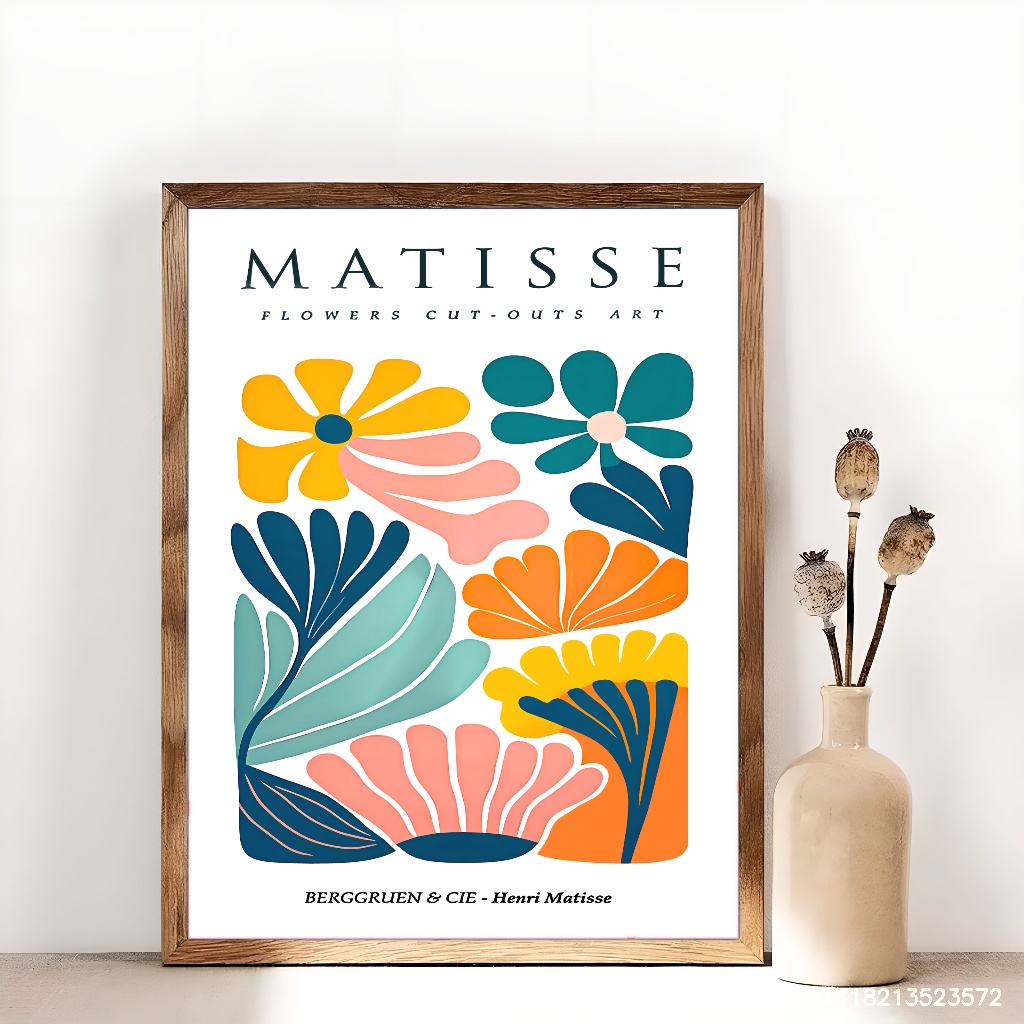 MATISSE
FLOWERS CUT-OUTS ART
BERGGRUEN & CIE - Henri Matisse
18213523572